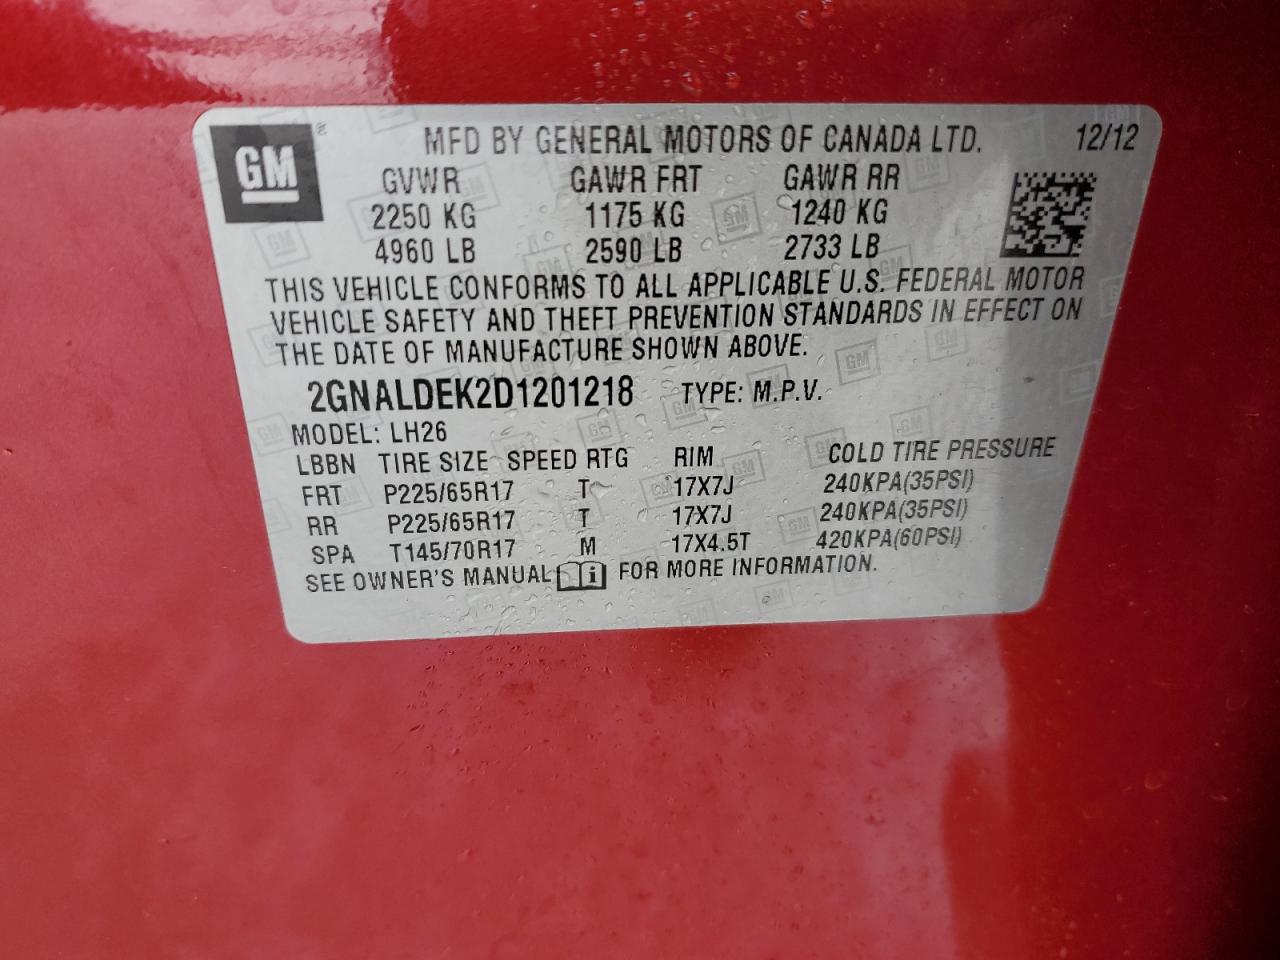 GM
MFD BY GENERAL MOTORS OF CANADA LTD. 12/12
GVWR GAWR FRT GAWR RR
2250 KG 1175 KG 1240 KG
4960 LB 2590 LB 2733 LB
THIS VEHICLE CONFORMS TO ALL APPLICABLE U.S. FEDERAL MOTOR
VEHICLE SAFETY AND THEFT PREVENTION STANDARDS IN EFFECT ON
THE DATE OF MANUFACTURE SHOWN ABOVE.
2GNALDEK2D1201218 TYPE: M.P.V.
MODEL: LH26
LBBN TIRE SIZE SPEED RTG RIM COLD TIRE PRESSURE
FRT P225/65R17 T 17X7J 240KPA(35PSI)
RR P225/65R17 T 17X7J 240KPA(35PSI)
SPA T145/70R17 M 17X4.5T 420KPA(60PSI)
SEE OWNER'S MANUAL FOR MORE INFORMATION.